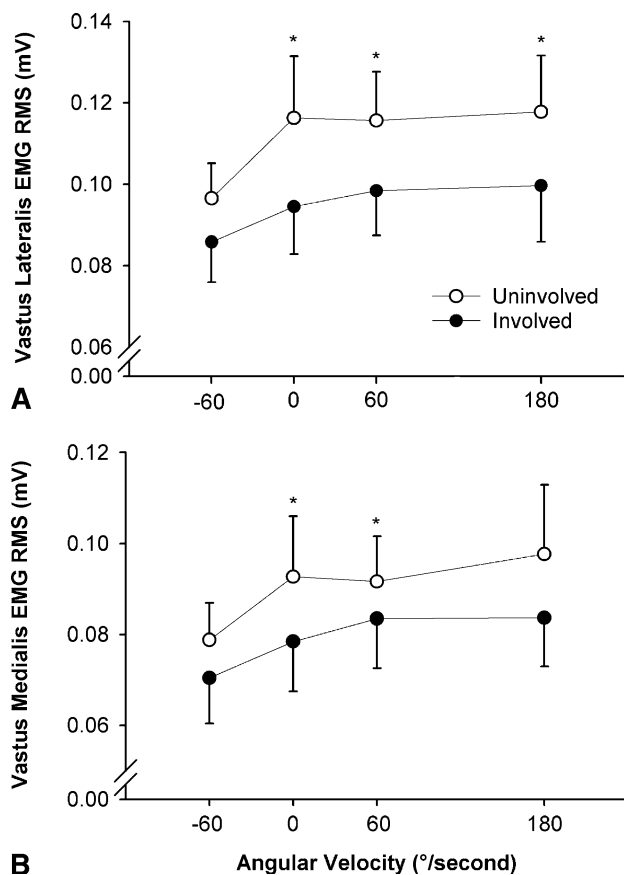 0.14
*
*
*
0.12
0.10
0.08
0.06
0.00
Vastus Lateralis EMG RMS (mV)
Uninvolved
Involved
A
-60 0 60 180
0.12
*
*
0.10
0.08
0.06
0.00
Vastus Medialis EMG RMS (mV)
-60 0 60 180
B
Angular Velocity (°/second)